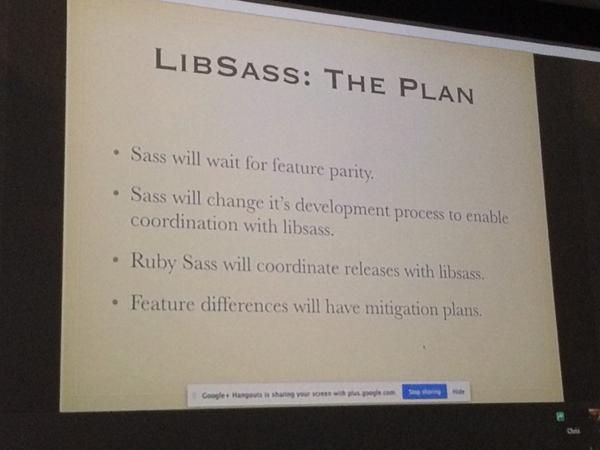 LIBSASS: THE PLAN
• Sass will wait for feature parity.
• Sass will change it's development process to enable
coordination with libsass.
• Ruby Sass will coordinate releases with libsass.
• Feature differences will have mitigation plans.
Google+ Hangouts is sharing your screen with plus.google.com. Stop sharing Hide
Chris